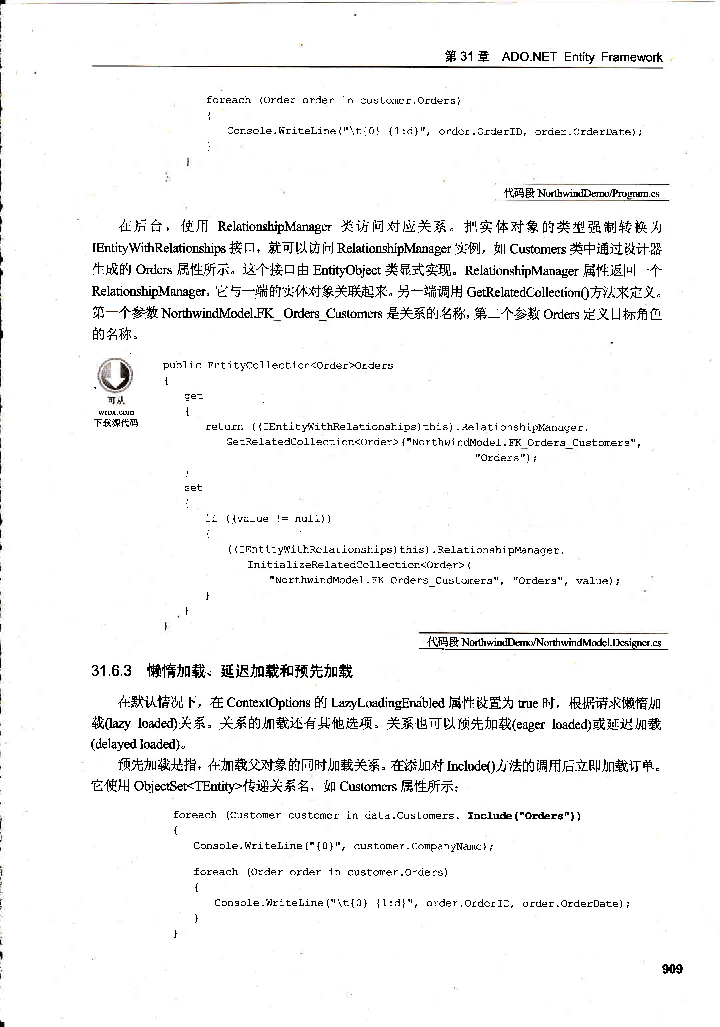 第 31 章 ADO.NET Entity Framework
foreach (Order order in customer.Orders)
{
Console.WriteLine("\t{0} {1:d}", order.OrderID, order.OrderDate);
}
}
}
代码段 NorthwindDemo/Program.cs
在后台，使用 RelationshipManager 类访问对应关系。把实体对象的类型强制转换为
IEntityWithRelationships 接口，就可以访问 RelationshipManager 实例，如 Customers 类中通过设计器
生成的 Orders 属性所示。这个接口由 EntityObject 类显式实现。RelationshipManager 属性返回一个
RelationshipManager，它与一端的实体对象关联起来。另一端调用 GetRelatedCollection()方法来定义。
第一个参数 NorthwindModel.FK_ Orders_Customers 是关系的名称，第二个参数 Orders 定义目标角色
的名称。
可从
wrox.com
下载源代码
public EntityCollection<Order>Orders
{
get
{
return ((IEntityWithRelationships)this).RelationshipManager.
GetRelatedCollection<Order>("NorthwindModel.FK_Orders_Customers",
"Orders");
}
set
{
if ((value != null))
{
((IEntityWithRelationships)this).RelationshipManager.
InitializeRelatedCollection<Order>(
"NorthwindModel.FK_Orders_Customers", "Orders", value);
}
}
}
代码段 NorthwindDemo/NorthwindModel.Designer.cs
31.6.3 懒惰加载、延迟加载和预先加载
在默认情况下，在 ContextOptions 的 LazyLoadingEnabled 属性设置为 true 时，根据请求懒惰加
载(lazy loaded)关系。关系的加载还有其他选项。关系也可以预先加载(eager loaded)或延迟加载
(delayed loaded)。
预先加载是指，在加载父对象的同时加载关系。在添加对 Include()方法的调用后立即加载订单。
它使用 ObjectSet<TEntity>传递关系名，如 Customers 属性所示：
foreach (Customer customer in data.Customers. Include("Orders"))
{
Console.WriteLine("{0}", customer.CompanyName);
foreach (Order order in customer.Orders)
{
Console.WriteLine("\t{0} {1:d}", order.OrderID, order.OrderDate);
}
}
909